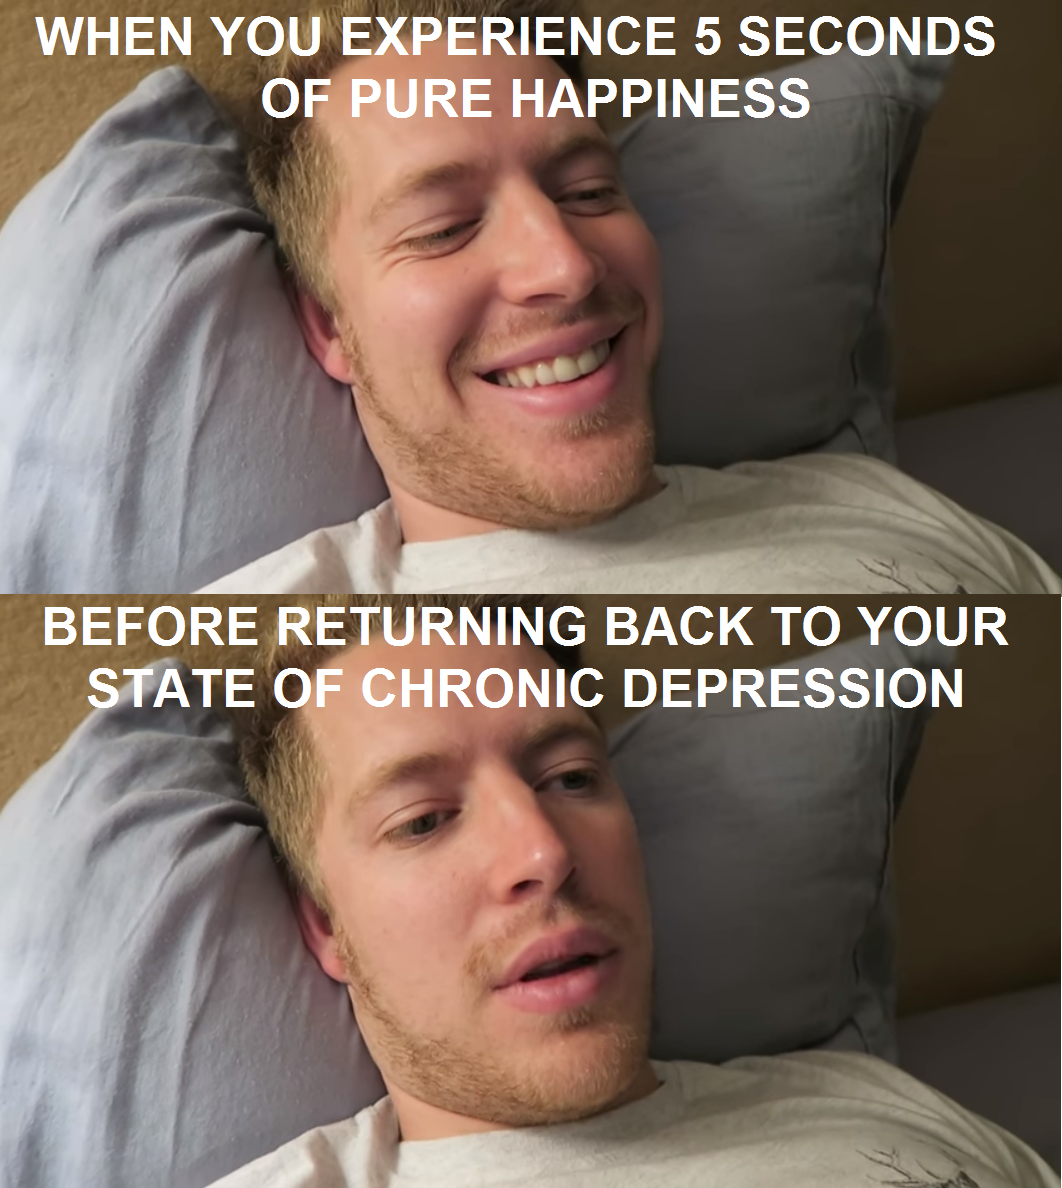 WHEN YOU EXPERIENCE 5 SECONDS
OF PURE HAPPINESS
BEFORE RETURNING BACK TO YOUR
STATE OF CHRONIC DEPRESSION